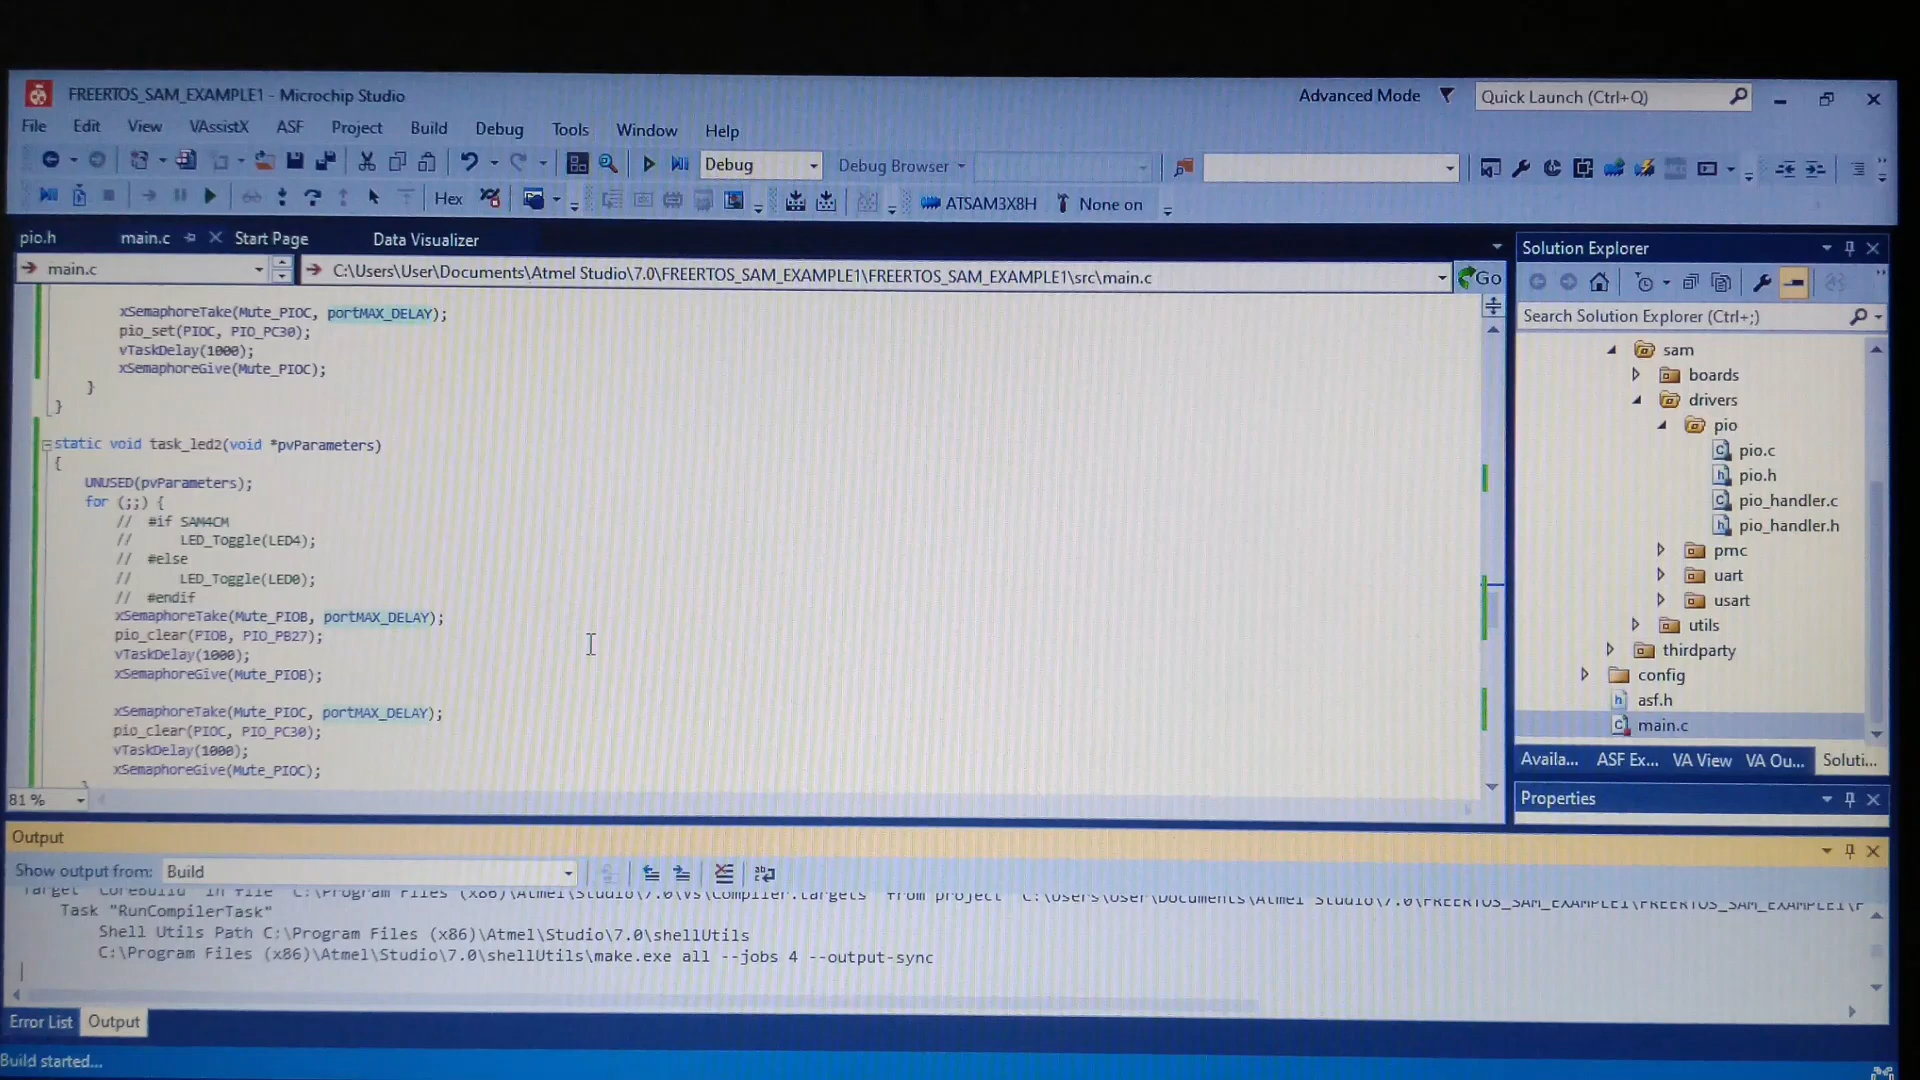 FREERTOS_SAM_EXAMPLE1 - Microchip Studio
Advanced Mode
Quick Launch (Ctrl+Q)
File Edit View VAssistX ASF Project Build Debug Tools Window Help
Debug
Debug Browser
Hex
ATSAM3X8H
None on
pio.h main.c Start Page Data Visualizer
main.c
C:\Users\User\Documents\Atmel Studio\7.0\FREERTOS_SAM_EXAMPLE1\FREERTOS_SAM_EXAMPLE1\src\main.c
Go
xSemaphoreTake(Mute_PIOC, portMAX_DELAY);
pio_set(PIOC, PIO_PC30);
vTaskDelay(1000);
xSemaphoreGive(Mute_PIOC);
}
}
static void task_led2(void *pvParameters)
{
UNUSED(pvParameters);
for (;;) {
// #if SAM4CM
// LED_Toggle(LED4);
// #else
// LED_Toggle(LED0);
// #endif
xSemaphoreTake(Mute_PIOB, portMAX_DELAY);
pio_clear(PIOB, PIO_PB27);
vTaskDelay(1000);
xSemaphoreGive(Mute_PIOB);
xSemaphoreTake(Mute_PIOC, portMAX_DELAY);
pio_clear(PIOC, PIO_PC30);
vTaskDelay(1000);
xSemaphoreGive(Mute_PIOC);
81 %
Solution Explorer
Search Solution Explorer (Ctrl+;)
sam
boards
drivers
pio
pio.c
pio.h
pio_handler.c
pio_handler.h
pmc
uart
usart
utils
thirdparty
config
asf.h
main.c
Availa... ASF Ex... VA View VA Ou... Soluti...
Properties
Output
Show output from: Build
Task "RunCompilerTask"
Shell Utils Path C:\Program Files (x86)\Atmel\Studio\7.0\shellUtils
C:\Program Files (x86)\Atmel\Studio\7.0\shellUtils\make.exe all --jobs 4 --output-sync
Error List Output
Build started...